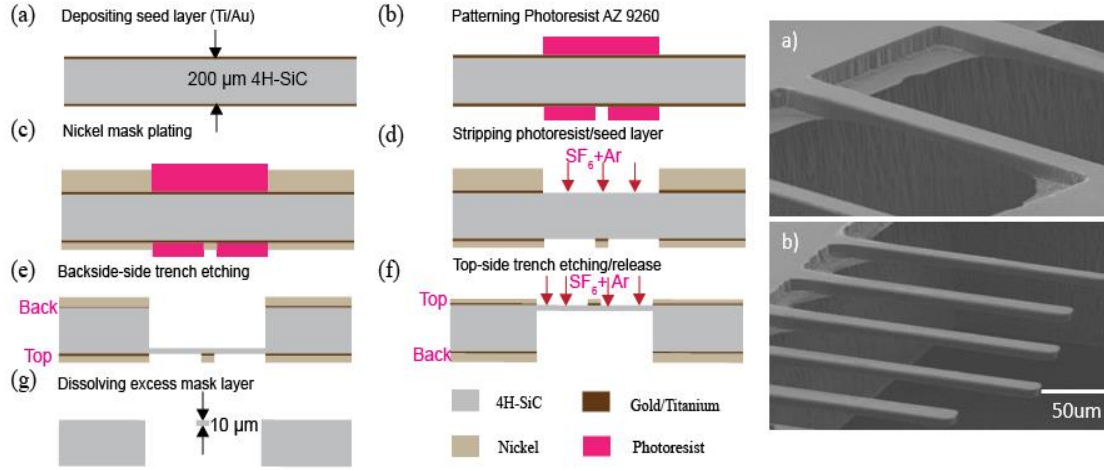 (a) Depositing seed layer (Ti/Au)
200 µm 4H-SiC
(b) Patterning Photoresist AZ 9260
(c) Nickel mask plating
(d) Stripping photoresist/seed layer
SF6+Ar
(e) Backside-side trench etching
Back
Top
(f) Top-side trench etching/release
SF6+Ar
Top
Back
(g) Dissolving excess mask layer
10 µm
4H-SiC
Gold/Titanium
Nickel
Photoresist
a)
b)
50um